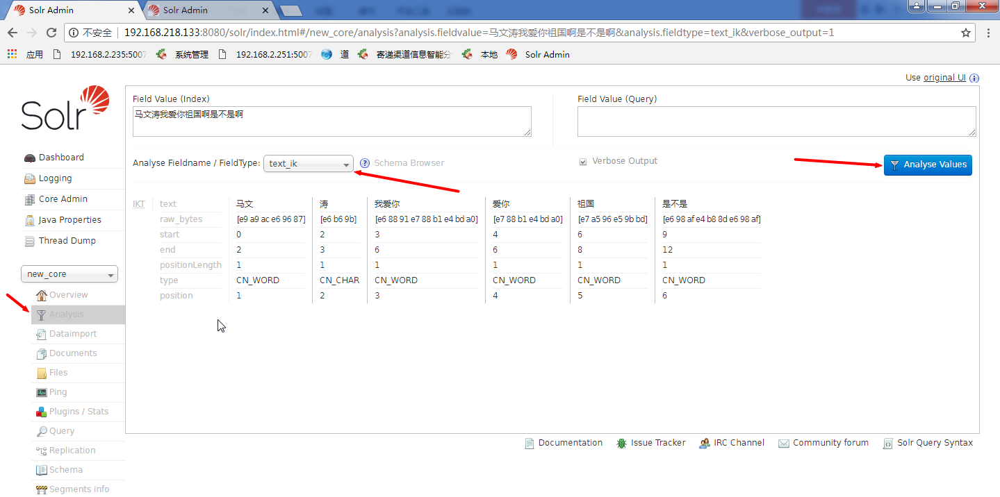 Solr Admin
Solr Admin
不安全 192.168.218.133:8080/solr/index.html#/new_core/analysis?analysis.fieldvalue=马文涛我爱你祖国啊是不是啊&analysis.fieldtype=text_ik&verbose_output=1
应用 192.168.2.235:5007 系统管理 192.168.2.251:5007 道 寄递渠道信息智能分 本地 Solr Admin
Use original UI
Solr
Field Value (Index) Field Value (Query)
马文涛我爱你祖国啊是不是啊
Analyse Fieldname / FieldType: text_ik Schema Browser Verbose Output Analyse Values
IKT text 马文 涛 我爱你 爱你 祖国 是不是
raw_bytes [e9 a9 ac e6 96 87] [e6 b6 9b] [e6 88 91 e7 88 b1 e4 bd a0] [e7 88 b1 e4 bd a0] [e7 a5 96 e5 9b bd] [e6 98 af e4 b8 8d e6 98 af]
start 0 2 3 4 6 9
end 2 3 6 6 8 12
positionLength 1 1 1 1 1 1
type CN_WORD CN_CHAR CN_WORD CN_WORD CN_WORD CN_WORD
position 1 2 3 4 5 6
Dashboard
Logging
Core Admin
Java Properties
Thread Dump
new_core
Overview
Analysis
Dataimport
Documents
Files
Ping
Plugins / Stats
Query
Replication
Schema
Segments info
Documentation Issue Tracker IRC Channel Community forum Solr Query Syntax